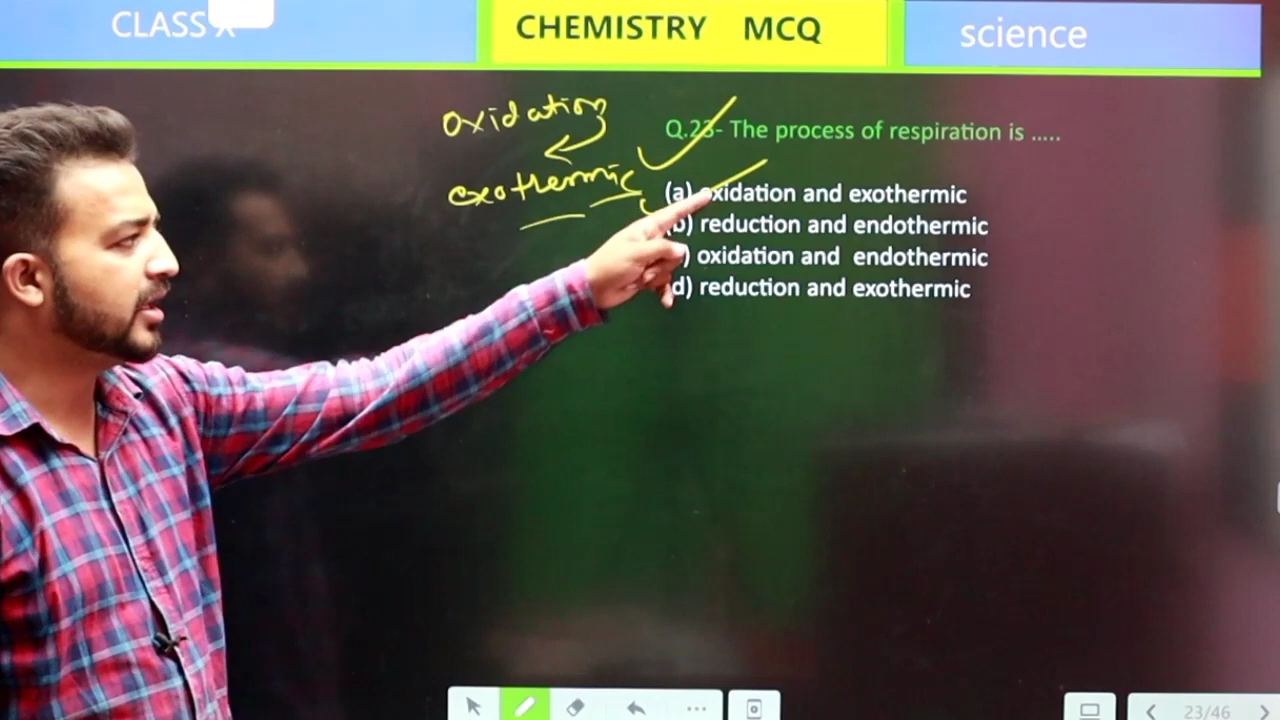 CLASS X
CHEMISTRY MCQ
science
oxidation
exothermic
Q.23- The process of respiration is .....
(a) oxidation and exothermic
b) reduction and endothermic
) oxidation and endothermic
d) reduction and exothermic
23/46